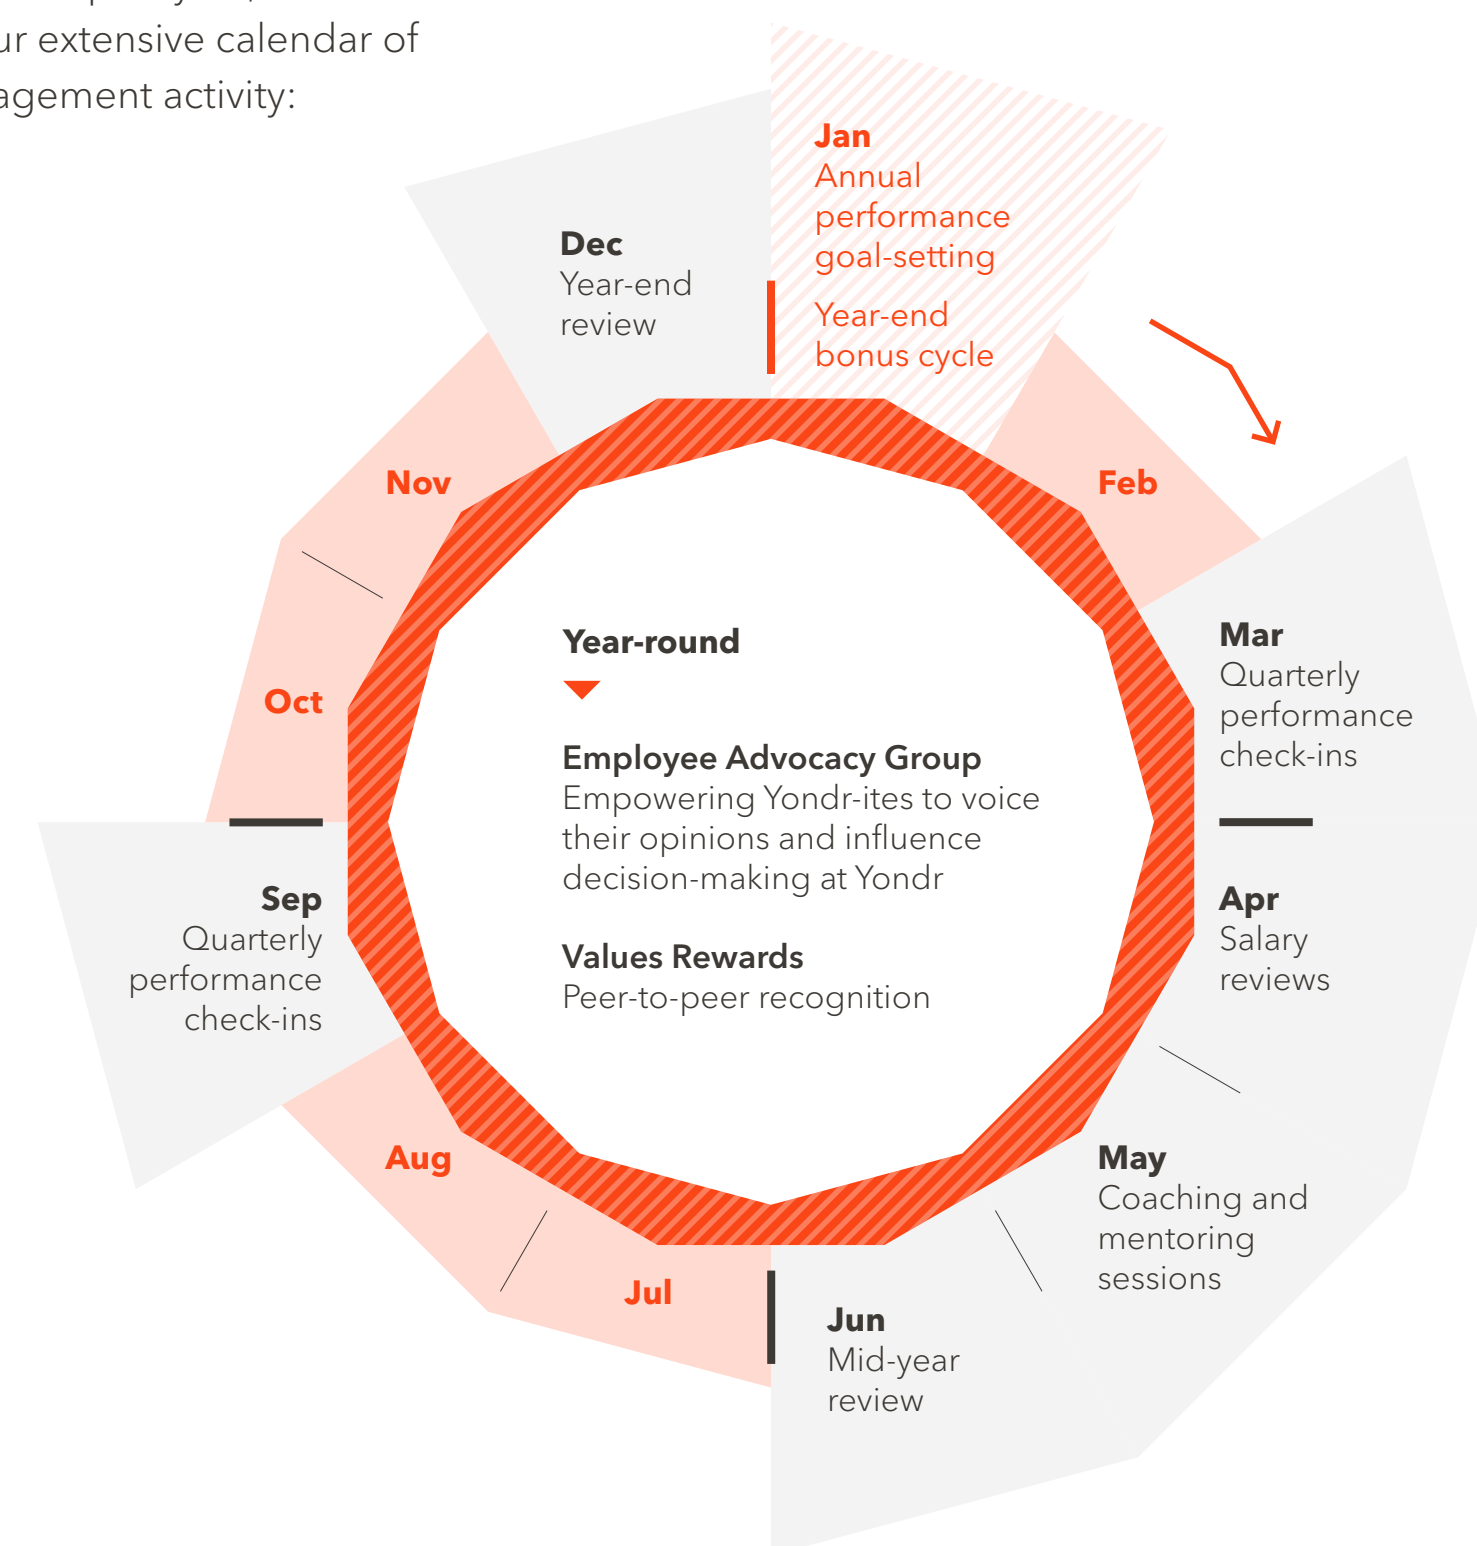 ur extensive calendar of
agement activity:
Jan
Annual
performance
goal-setting
Year-end
bonus cycle
Feb
Mar
Quarterly
performance
check-ins
Apr
Salary
reviews
May
Coaching and
mentoring
sessions
Jun
Mid-year
review
Jul
Aug
Sep
Quarterly
performance
check-ins
Oct
Nov
Dec
Year-end
review
Year-round
Employee Advocacy Group
Empowering Yondr-ites to voice
their opinions and influence
decision-making at Yondr
Values Rewards
Peer-to-peer recognition